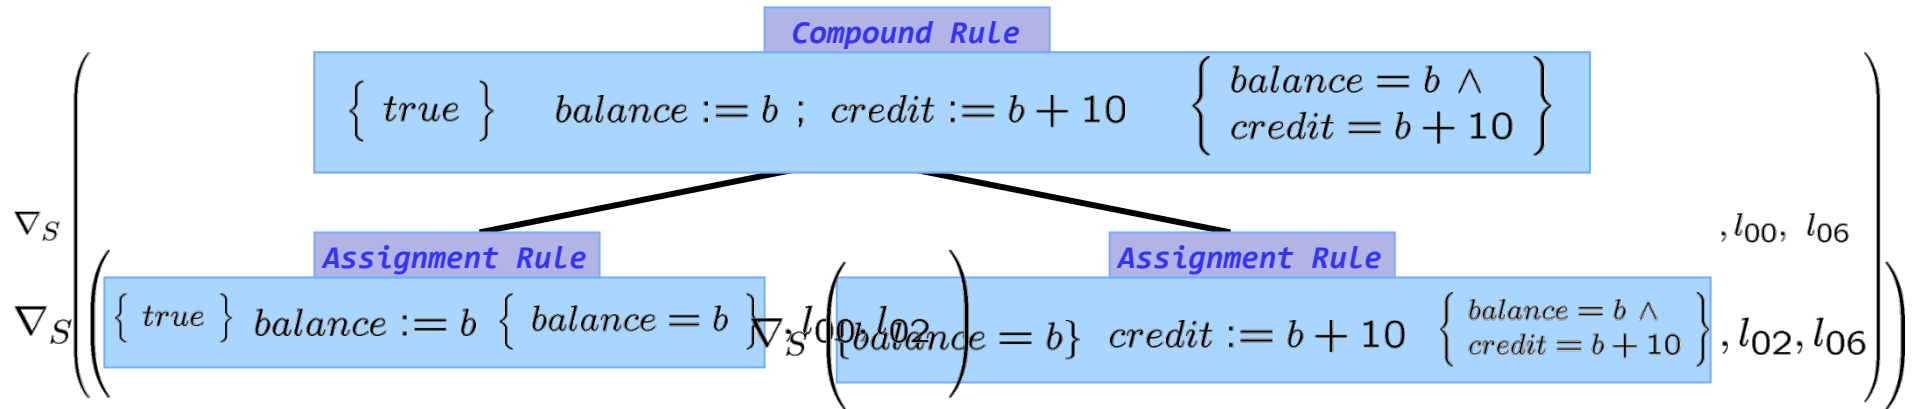 Compound Rule
{ true } balance := b ; credit := b + 10 { balance = b ∧
credit = b + 10 }
∇S ( , l00, l06 )
Assignment Rule Assignment Rule
∇S ( { true } balance := b { balance = b } , l00, l02 ) ∇S ( {balance = b} credit := b + 10 { balance = b ∧
credit = b + 10 } , l02, l06 )